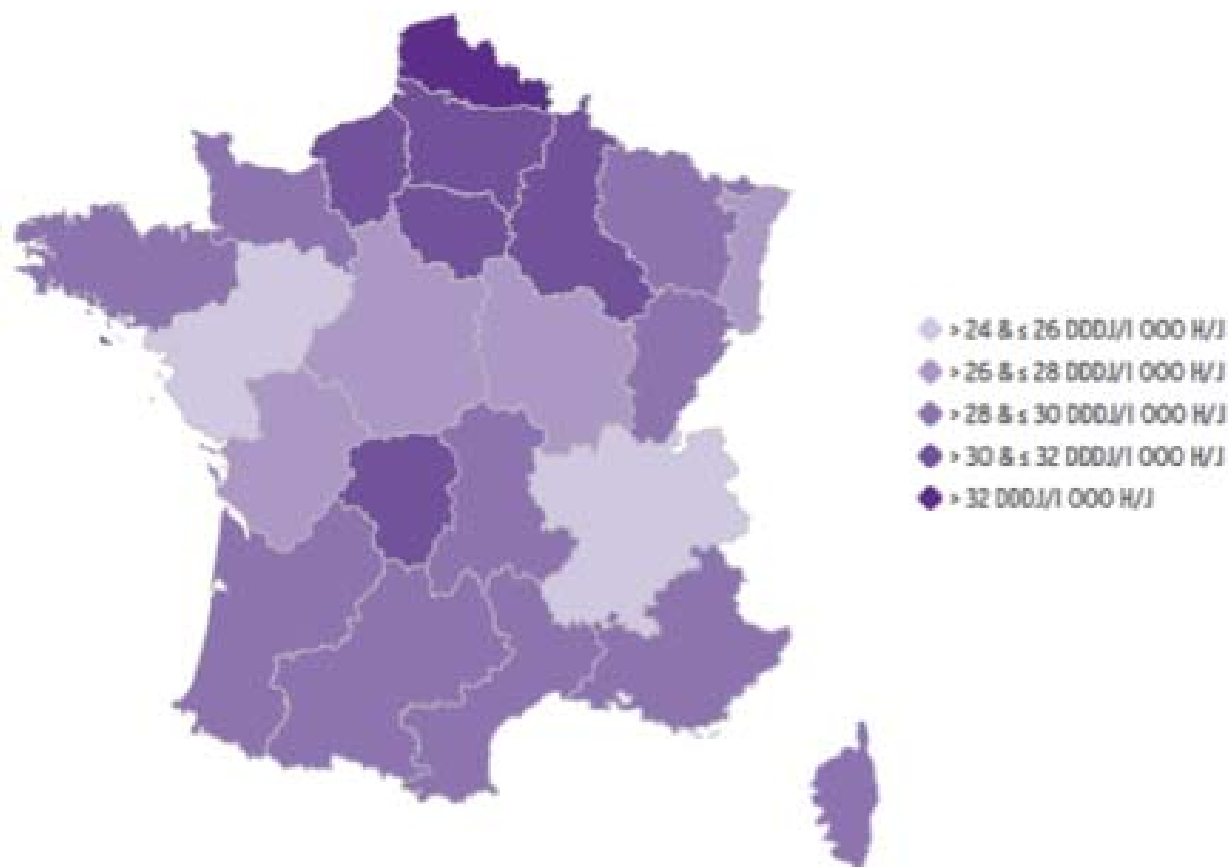 > 24 & ≤ 26 DDDJ/1 000 H/J
> 26 & ≤ 28 DDDJ/1 000 H/J
> 28 & ≤ 30 DDDJ/1 000 H/J
> 30 & ≤ 32 DDDJ/1 000 H/J
> 32 DDDJ/1 000 H/J